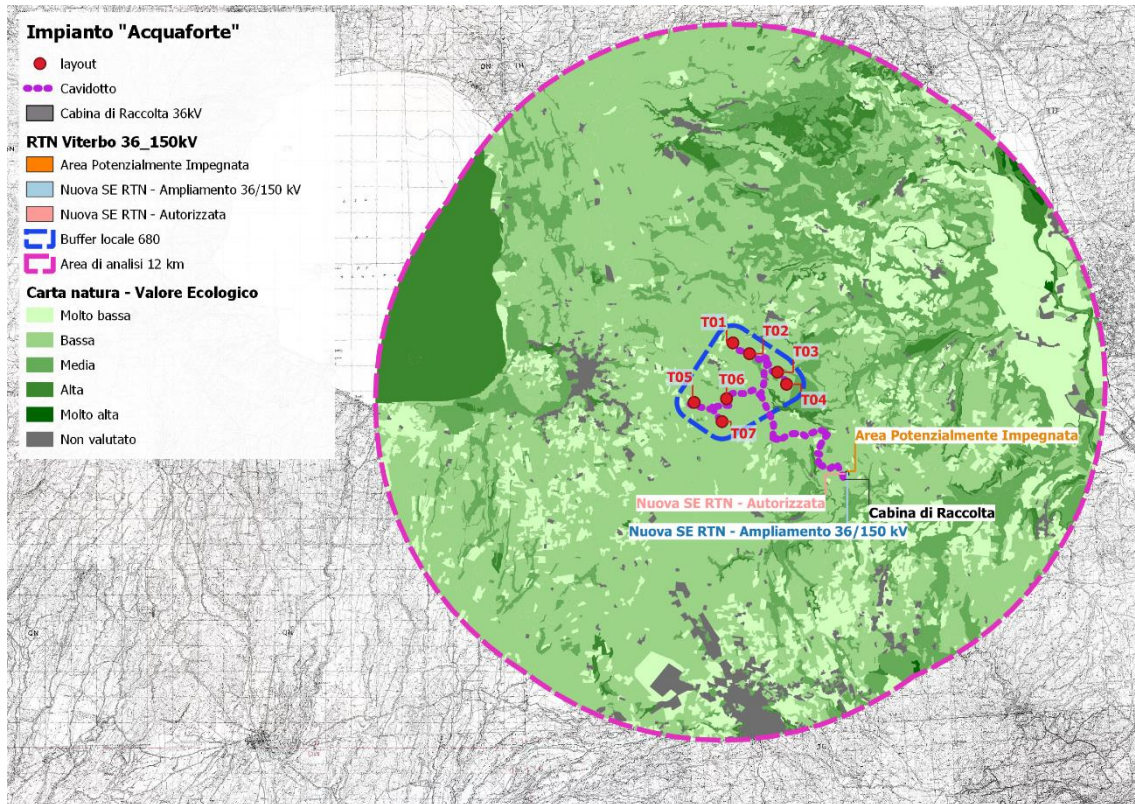 Impianto "Acquaforte"
layout
Cavidotto
Cabina di Raccolta 36kV
RTN Viterbo 36_150kV
Area Potenzialmente Impegnata
Nuova SE RTN - Ampliamento 36/150 kV
Nuova SE RTN - Autorizzata
Buffer locale 680
Area di analisi 12 km
Carta natura - Valore Ecologico
Molto bassa
Bassa
Media
Alta
Molto alta
Non valutato
T01
T02
T03
T04
T05
T06
T07
Area Potenzialmente Impegnata
Nuova SE RTN - Autorizzata
Cabina di Raccolta
Nuova SE RTN - Ampliamento 36/150 kV